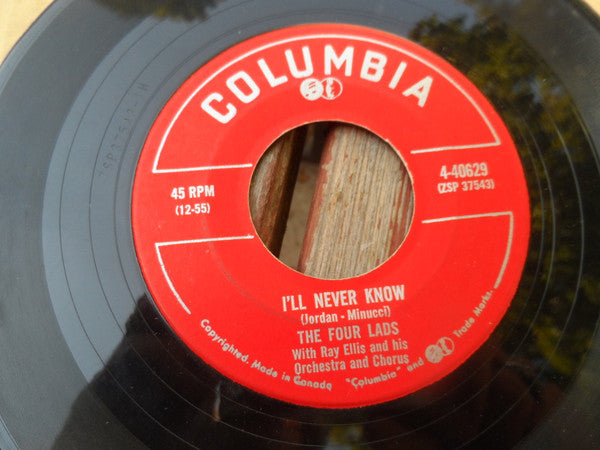 COLUMBIA
45 RPM
(12-55)
4-40629
(ZSP 37543)
I'LL NEVER KNOW
(Jordan - Minucci)
THE FOUR LADS
With Ray Ellis and his
Orchestra and Chorus
Copyrighted. Made in Canada "Columbia" and Trade Marks.